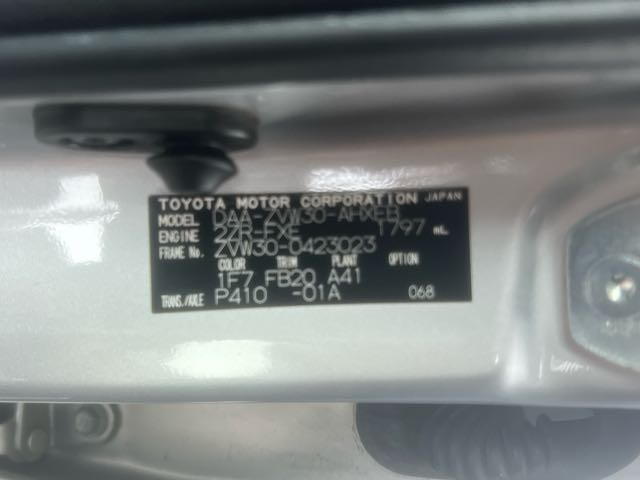 TOYOTA MOTOR CORPORATION JAPAN
MODEL DAA-ZVW30-AHXEB
ENGINE 2ZR-FXE 1797 mL
FRAME No. ZVW30-0423023
COLOR TRIM PLANT OPTION
1F7 FB20 A41
TRANS./AXLE P410 -01A 068